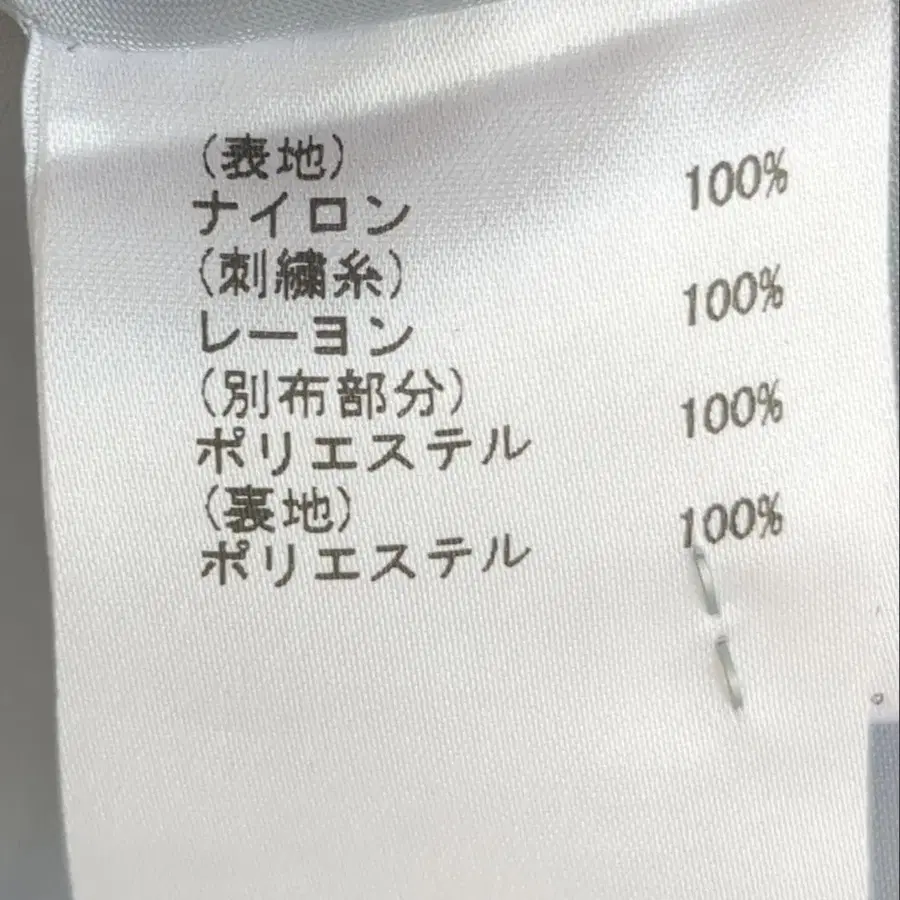 (表地)
ナイロン 100%
(刺繍糸)
レーヨン 100%
(別布部分)
ポリエステル 100%
(裏地)
ポリエステル 100%